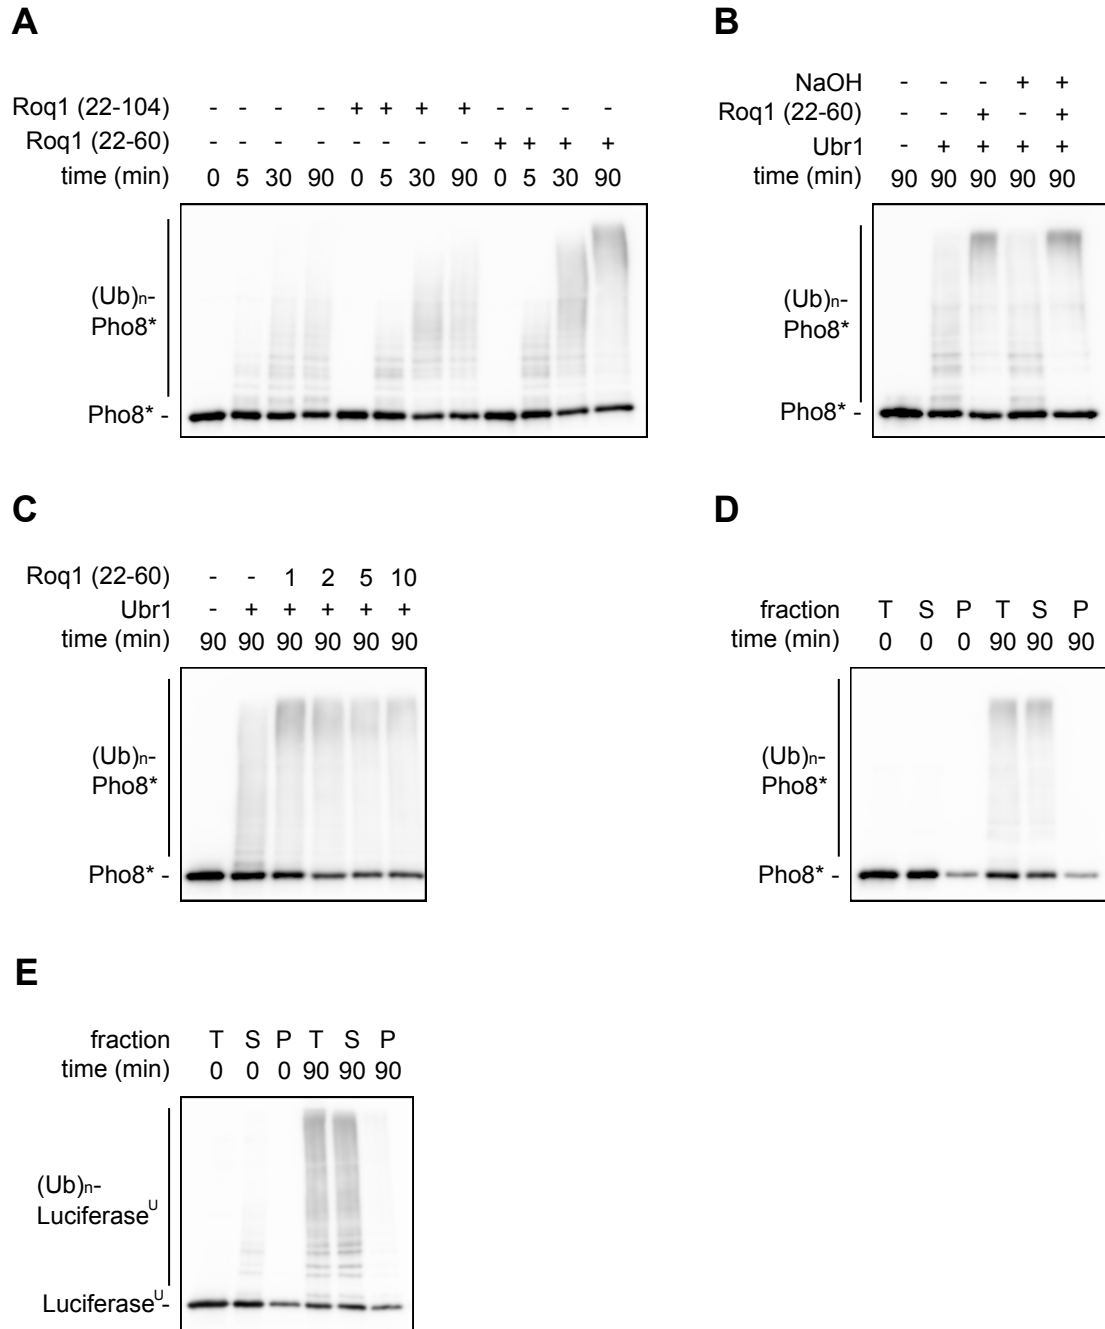 A
Roq1 (22-104) - - - - + + + + - - - -
Roq1 (22-60) - - - - - - - - + + + +
time (min) 0 5 30 90 0 5 30 90 0 5 30 90
(Ub)n-
Pho8*
Pho8* -
B
NaOH - - - + +
Roq1 (22-60) - - + - +
Ubr1 - + + + +
time (min) 90 90 90 90 90
(Ub)n-
Pho8*
Pho8* -
C
Roq1 (22-60) - - 1 2 5 10
Ubr1 - + + + + +
time (min) 90 90 90 90 90 90
(Ub)n-
Pho8*
Pho8* -
D
fraction T S P T S P
time (min) 0 0 0 90 90 90
(Ub)n-
Pho8*
Pho8* -
E
fraction T S P T S P
time (min) 0 0 0 90 90 90
(Ub)n-
Luciferase^U
Luciferase^U-